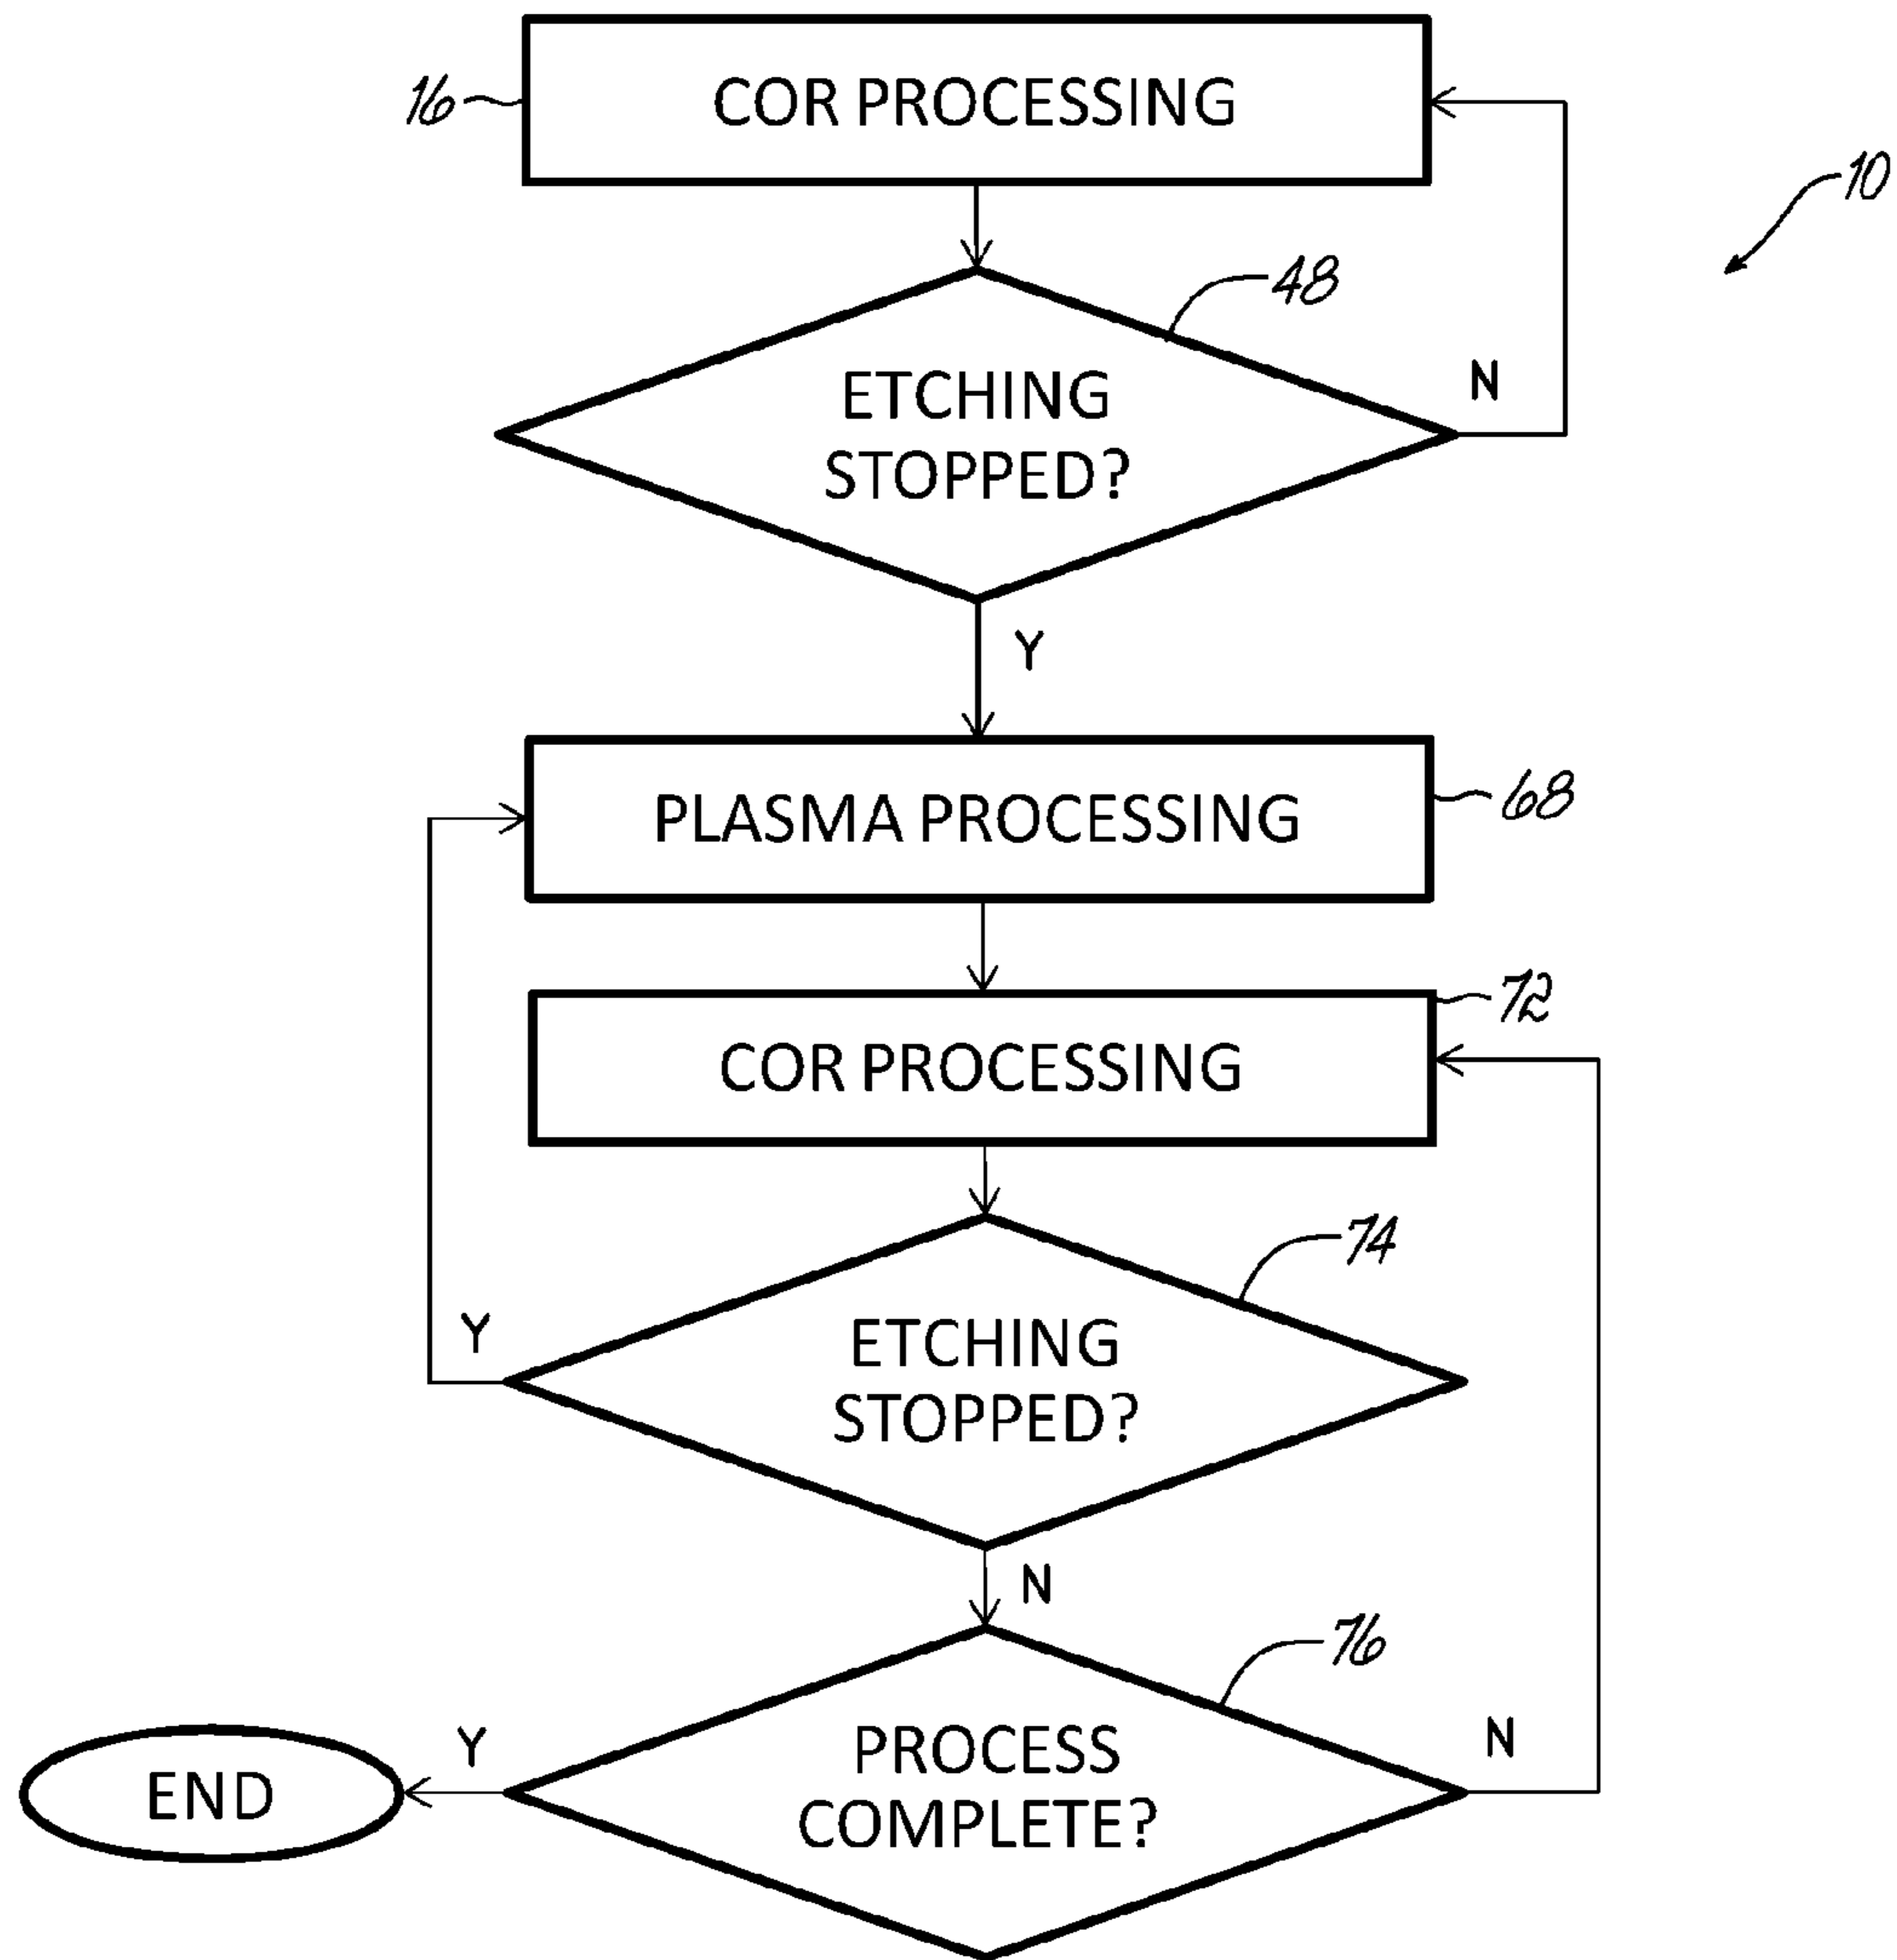 16
COR PROCESSING
10
48
ETCHING
STOPPED?
N
Y
PLASMA PROCESSING
68
72
COR PROCESSING
74
ETCHING
STOPPED?
Y
N
76
PROCESS
COMPLETE?
Y
N
END